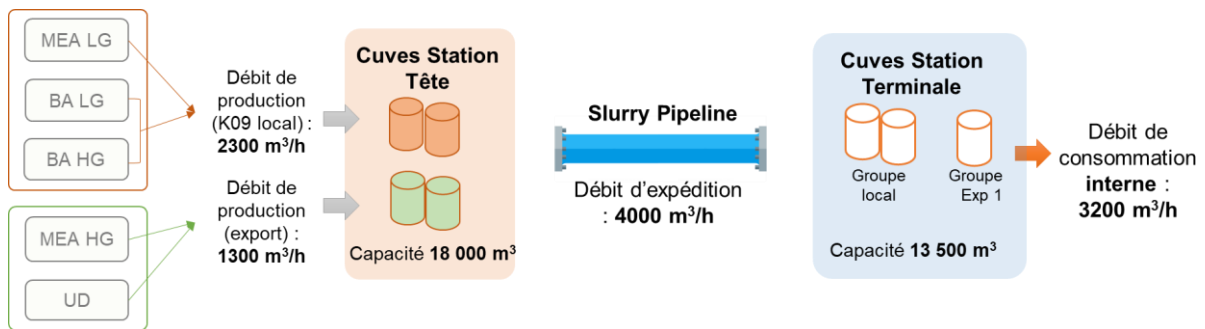 MEA LG
BA LG
BA HG
MEA HG
UD
Débit de
production
(K09 local) :
2300 m³/h
Débit de
production
(export) :
1300 m³/h
Cuves Station
Tête
Capacité 18 000 m³
Slurry Pipeline
Débit d’expédition
: 4000 m³/h
Cuves Station
Terminale
Groupe
local
Groupe
Exp 1
Capacité 13 500 m³
Débit de
consommation
interne :
3200 m³/h